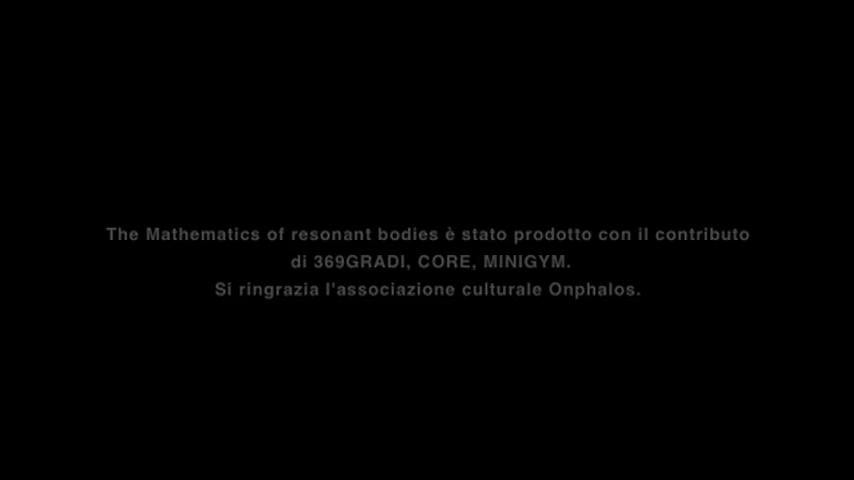 The Mathematics of resonant bodies è stato prodotto con il contributo
di 369GRADI, CORE, MINIGYM.
Si ringrazia l'associazione culturale Onphalos.